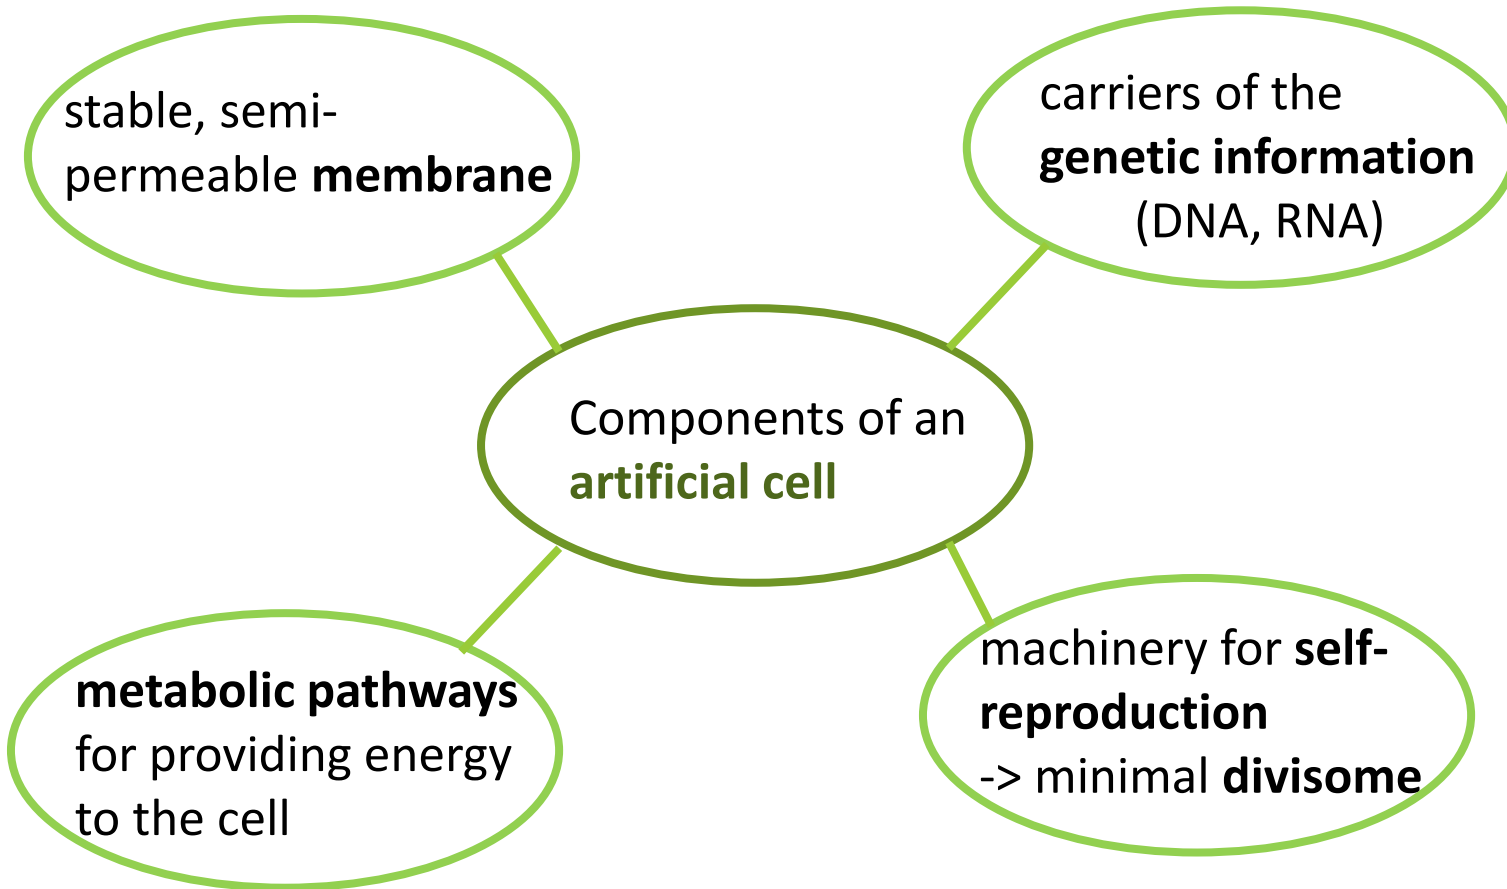 stable, semi-
permeable membrane
carriers of the
genetic information
(DNA, RNA)
Components of an
artificial cell
metabolic pathways
for providing energy
to the cell
machinery for self-
reproduction
-> minimal divisome